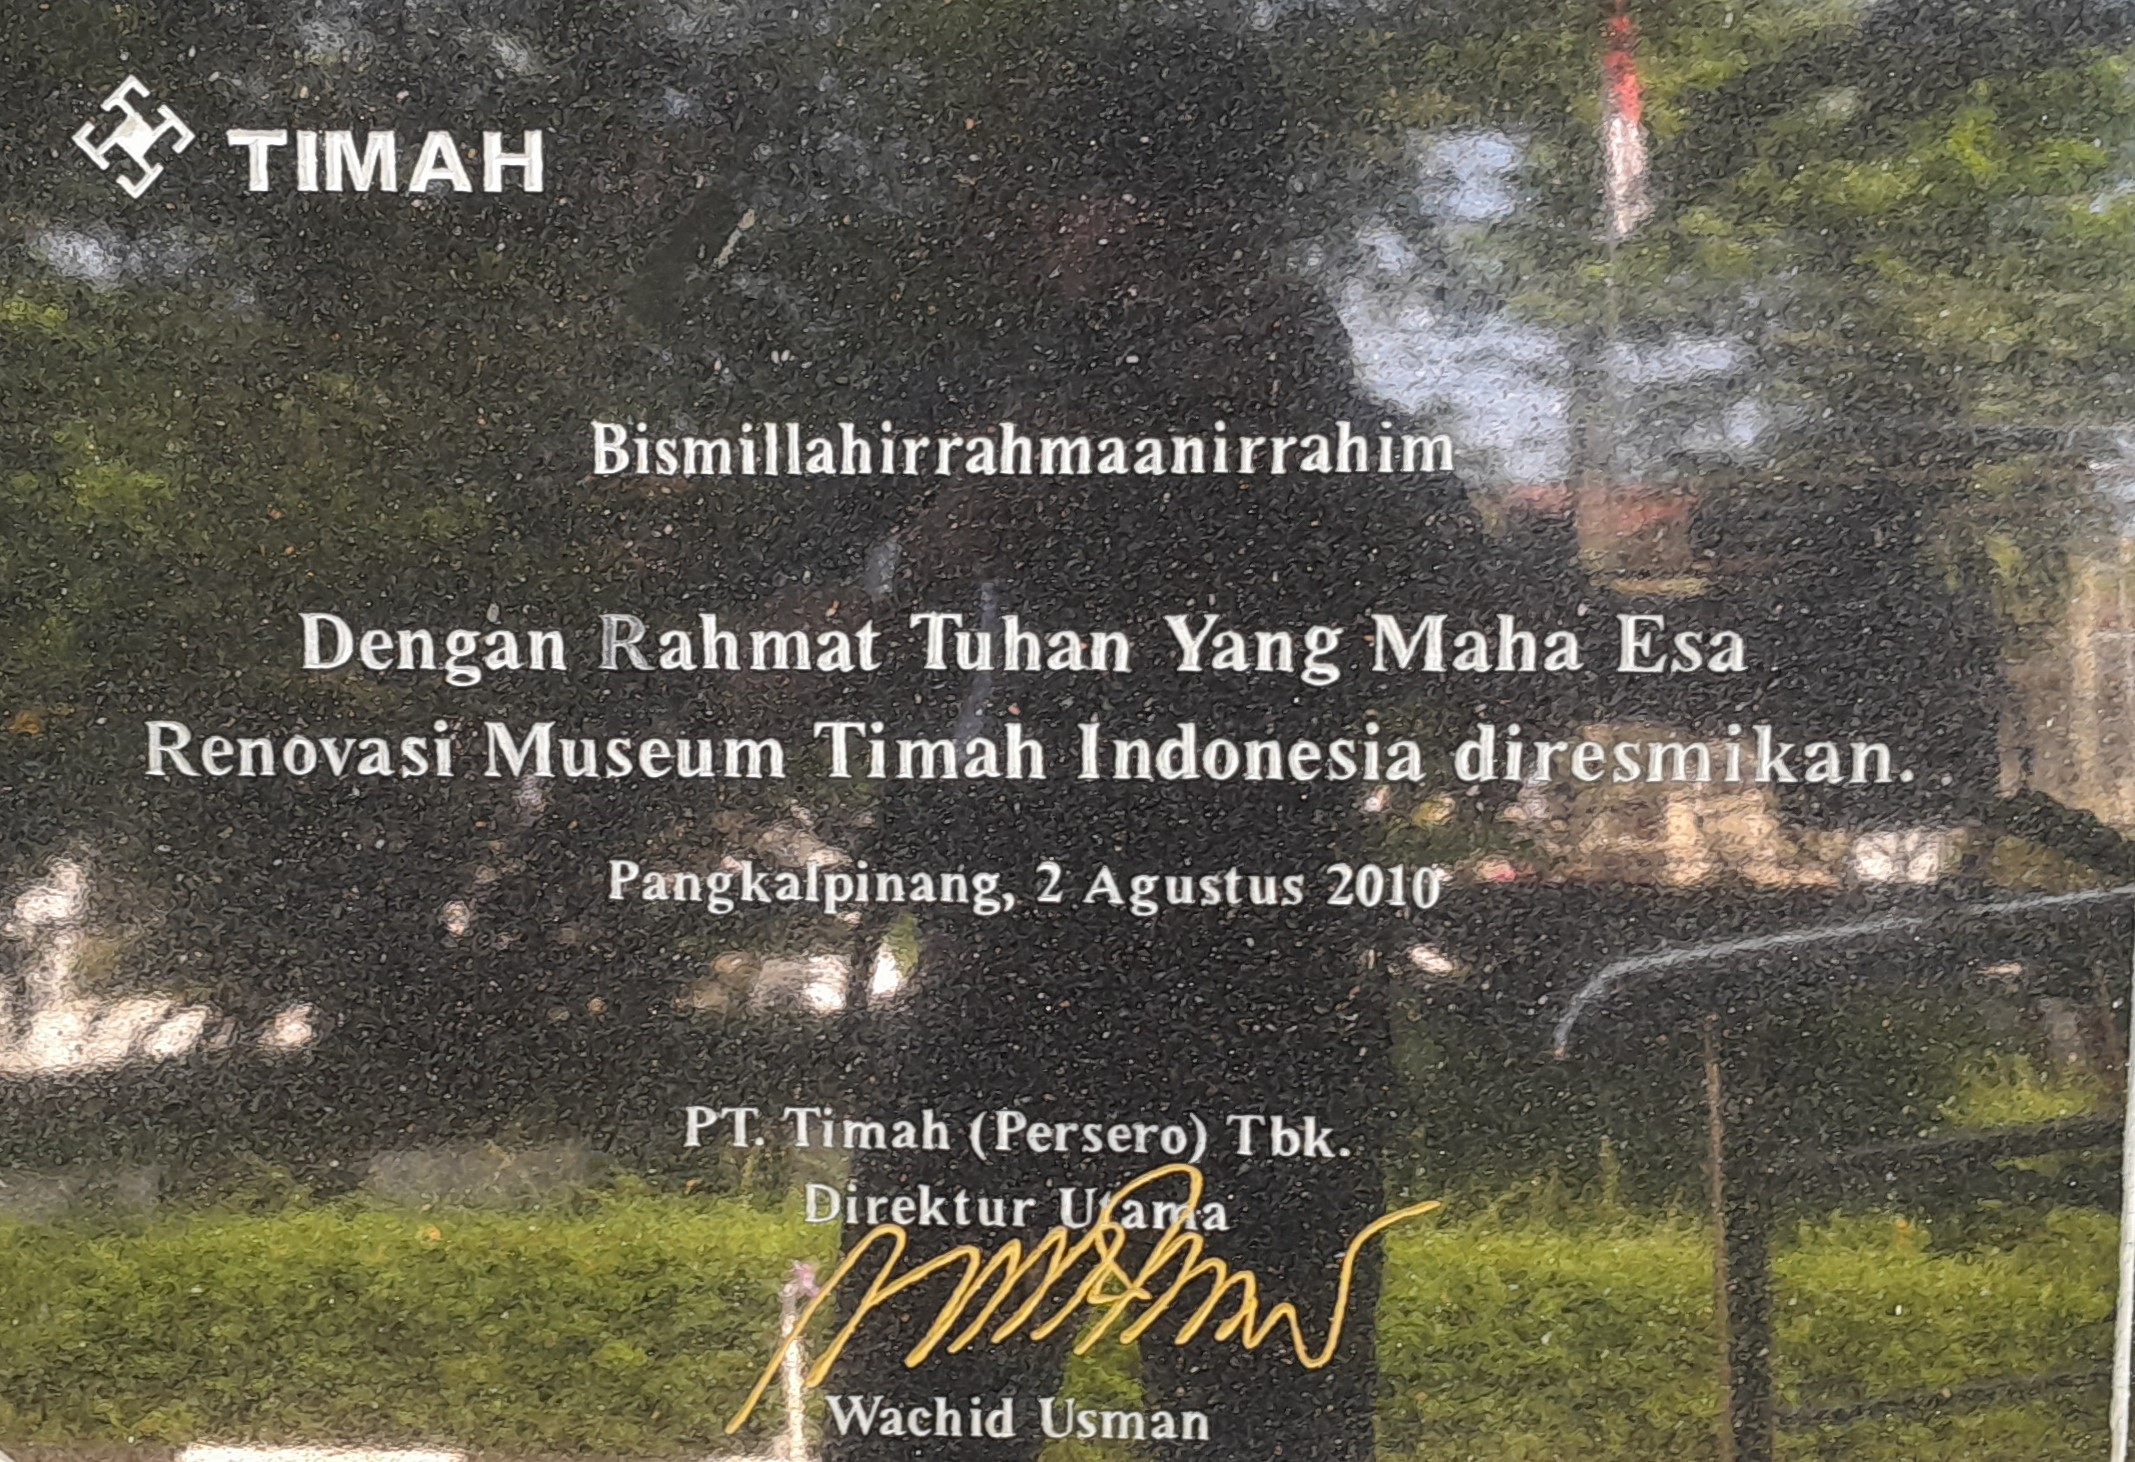 TIMAH
Bismillahirrahmaanirrahim
Dengan Rahmat Tuhan Yang Maha Esa
Renovasi Museum Timah Indonesia diresmikan.
Pangkalpinang, 2 Agustus 2010
PT. Timah (Persero) Tbk.
Direktur Utama
Wachid Usman